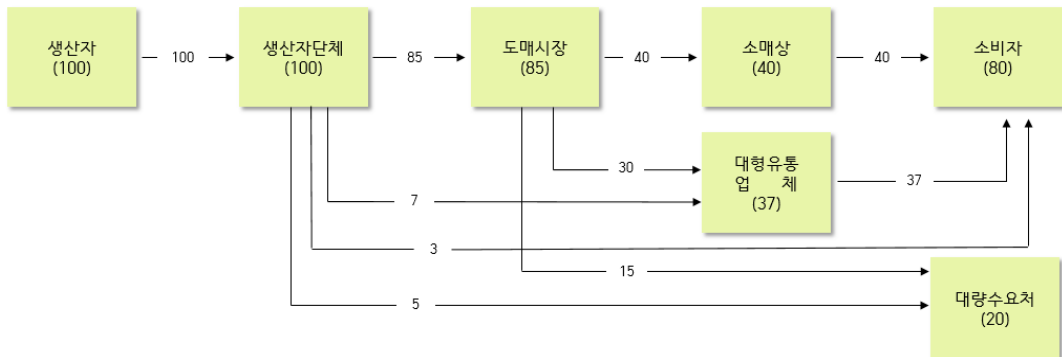 생산자
(100)
100
생산자단체
(100)
85
도매시장
(85)
40
소매상
(40)
40
소비자
(80)
30
대형유통
업 체
(37)
37
7
3
15
5
대량수요처
(20)